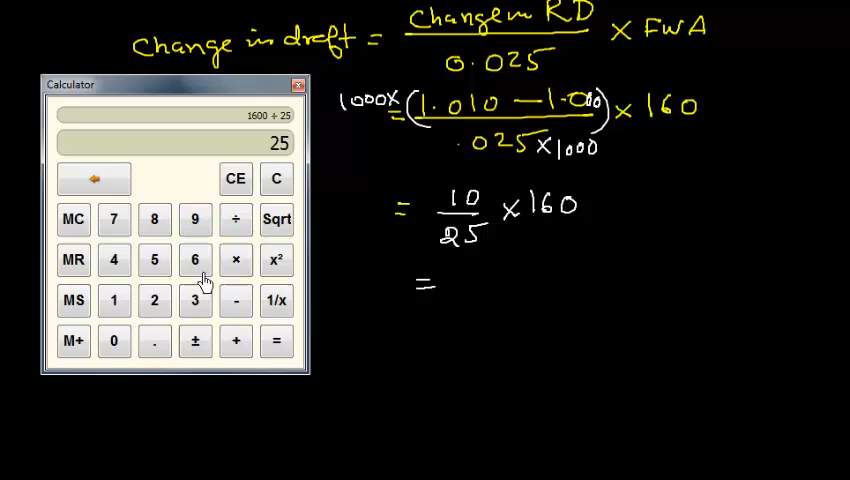 Change in draft = Change in RD / 0.025 × FWA
1000× = (1.010 – 1.000) / .025 × 1000 × 160
= 10 / 25 × 160
=
Calculator
1600 ÷ 25
25
CE C
MC 7 8 9 ÷ Sqrt
MR 4 5 6 × x²
MS 1 2 3 - 1/x
M+ 0 . ± + =